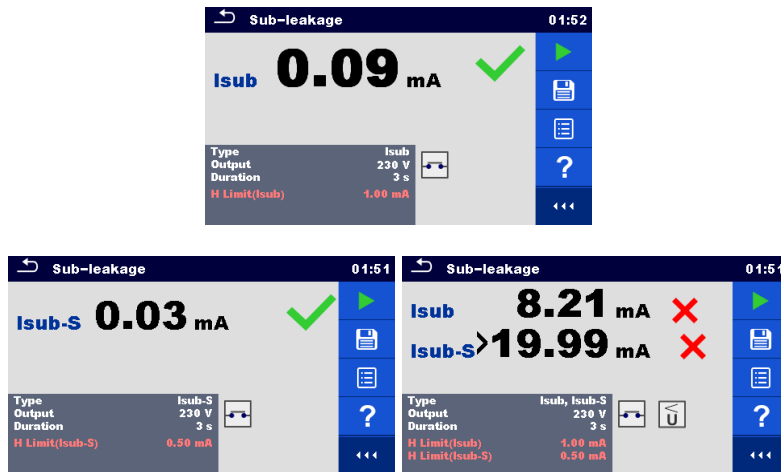 Sub-leakage 01:52
Isub 0.09 mA
Type Isub
Output 230 V
Duration 3 s
H Limit(Isub) 1.00 mA
?
Sub-leakage 01:51
Isub-S 0.03 mA
Type Isub-S
Output 230 V
Duration 3 s
H Limit(Isub-S) 0.50 mA
?
Sub-leakage 01:51
Isub 8.21 mA
Isub-S >19.99 mA
Type Isub, Isub-S
Output 230 V
Duration 3 s
H Limit(Isub) 1.00 mA
H Limit(Isub-S) 0.50 mA
< U
?